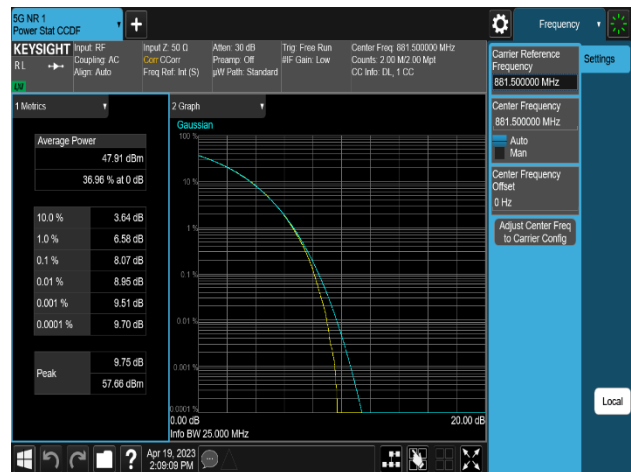 5G NR 1
Power Stat CCDF
Frequency
KEYSIGHT
Input: RF
Coupling: AC
Align: Auto
Input Z: 50 Ω
Corr CCorr
Freq Ref: Int (S)
Atten: 30 dB
Preamp: Off
µW Path: Standard
Trig: Free Run
#IF Gain: Low
Center Freq: 881.500000 MHz
Counts: 2.00 M/2.00 Mpt
CC Info: DL, 1 CC
RL
LNI
1 Metrics
Average Power
47.91 dBm
36.96 % at 0 dB
10.0 % 3.64 dB
1.0 % 6.58 dB
0.1 % 8.07 dB
0.01 % 8.95 dB
0.001 % 9.51 dB
0.0001 % 9.70 dB
Peak
9.75 dB
57.66 dBm
2 Graph
Gaussian
100 %
10 %
1 %
0.1 %
0.01 %
0.001 %
0.0001 %
0.00 dB
20.00 dB
Info BW 25.000 MHz
Carrier Reference
Frequency
881.500000 MHz
Settings
Center Frequency
881.500000 MHz
Auto
Man
Center Frequency
Offset
0 Hz
Adjust Center Freq
to Carrier Config
Local
?
Apr 19, 2023
2:09:09 PM